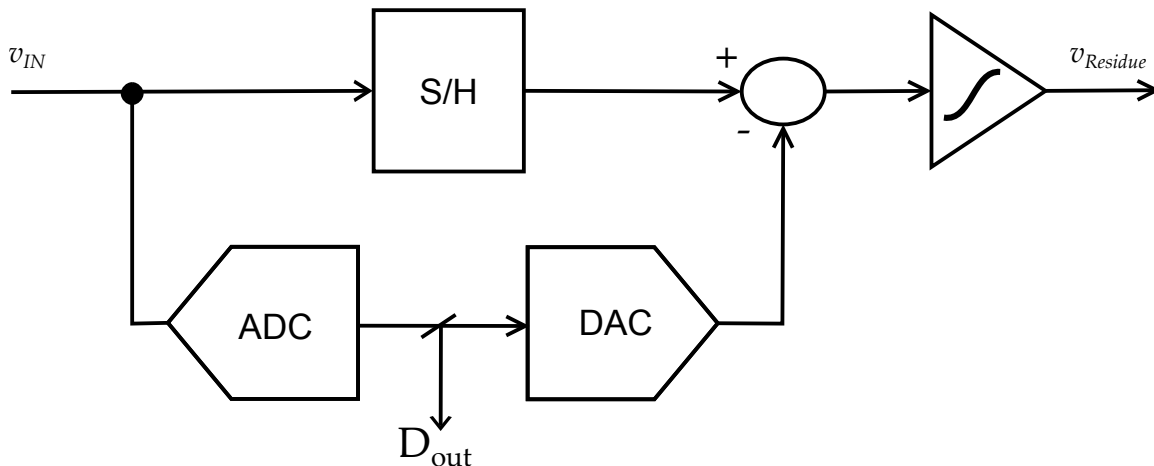 v_IN
S/H
+
-
v_Residue
ADC
DAC
D_out